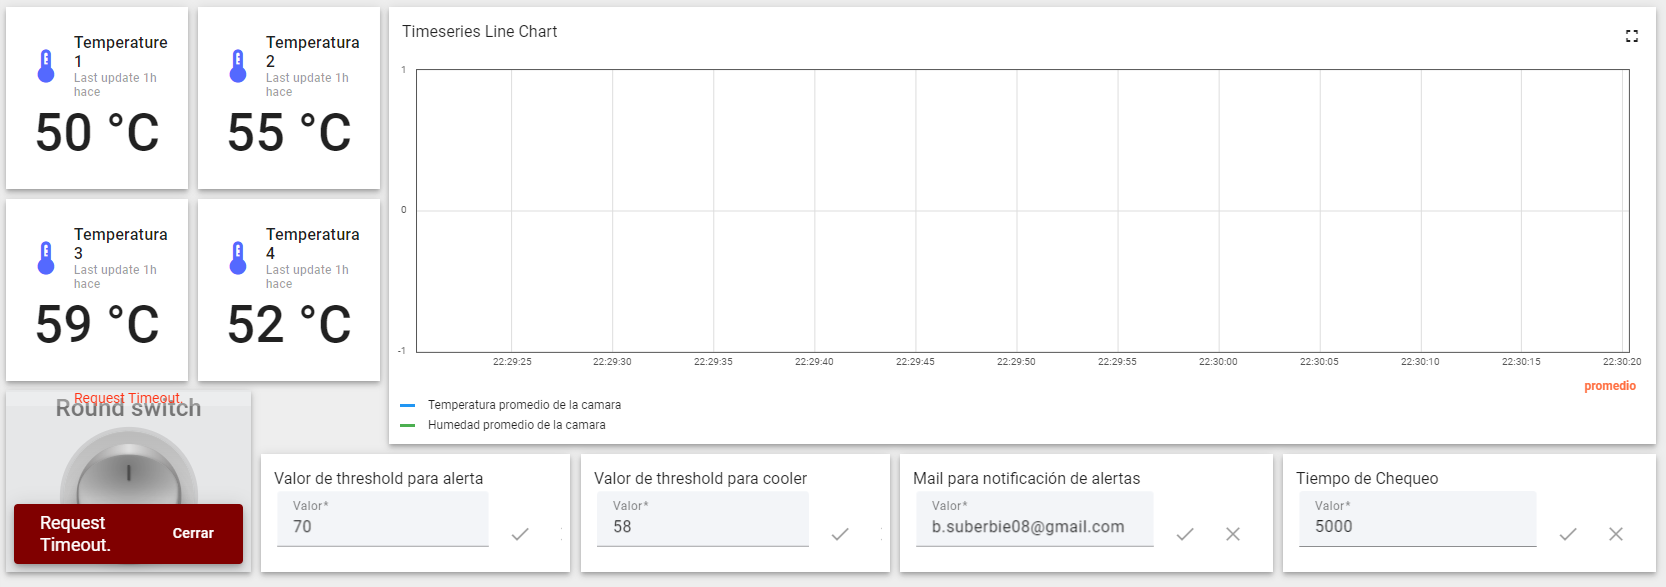 Temperature
1
Last update 1h
hace
50 °C
Temperatura
2
Last update 1h
hace
55 °C
Temperatura
3
Last update 1h
hace
59 °C
Temperatura
4
Last update 1h
hace
52 °C
Timeseries Line Chart
1
0
-1
22:29:25
22:29:30
22:29:35
22:29:40
22:29:45
22:29:50
22:29:55
22:30:00
22:30:05
22:30:10
22:30:15
22:30:20
promedio
Temperatura promedio de la camara
Humedad promedio de la camara
Request Timeout.
Round switch
Request
Timeout.
Cerrar
Valor de threshold para alerta
Valor*
70
Valor de threshold para cooler
Valor*
58
Mail para notificación de alertas
Valor*
b.suberbie08@gmail.com
Tiempo de Chequeo
Valor*
5000